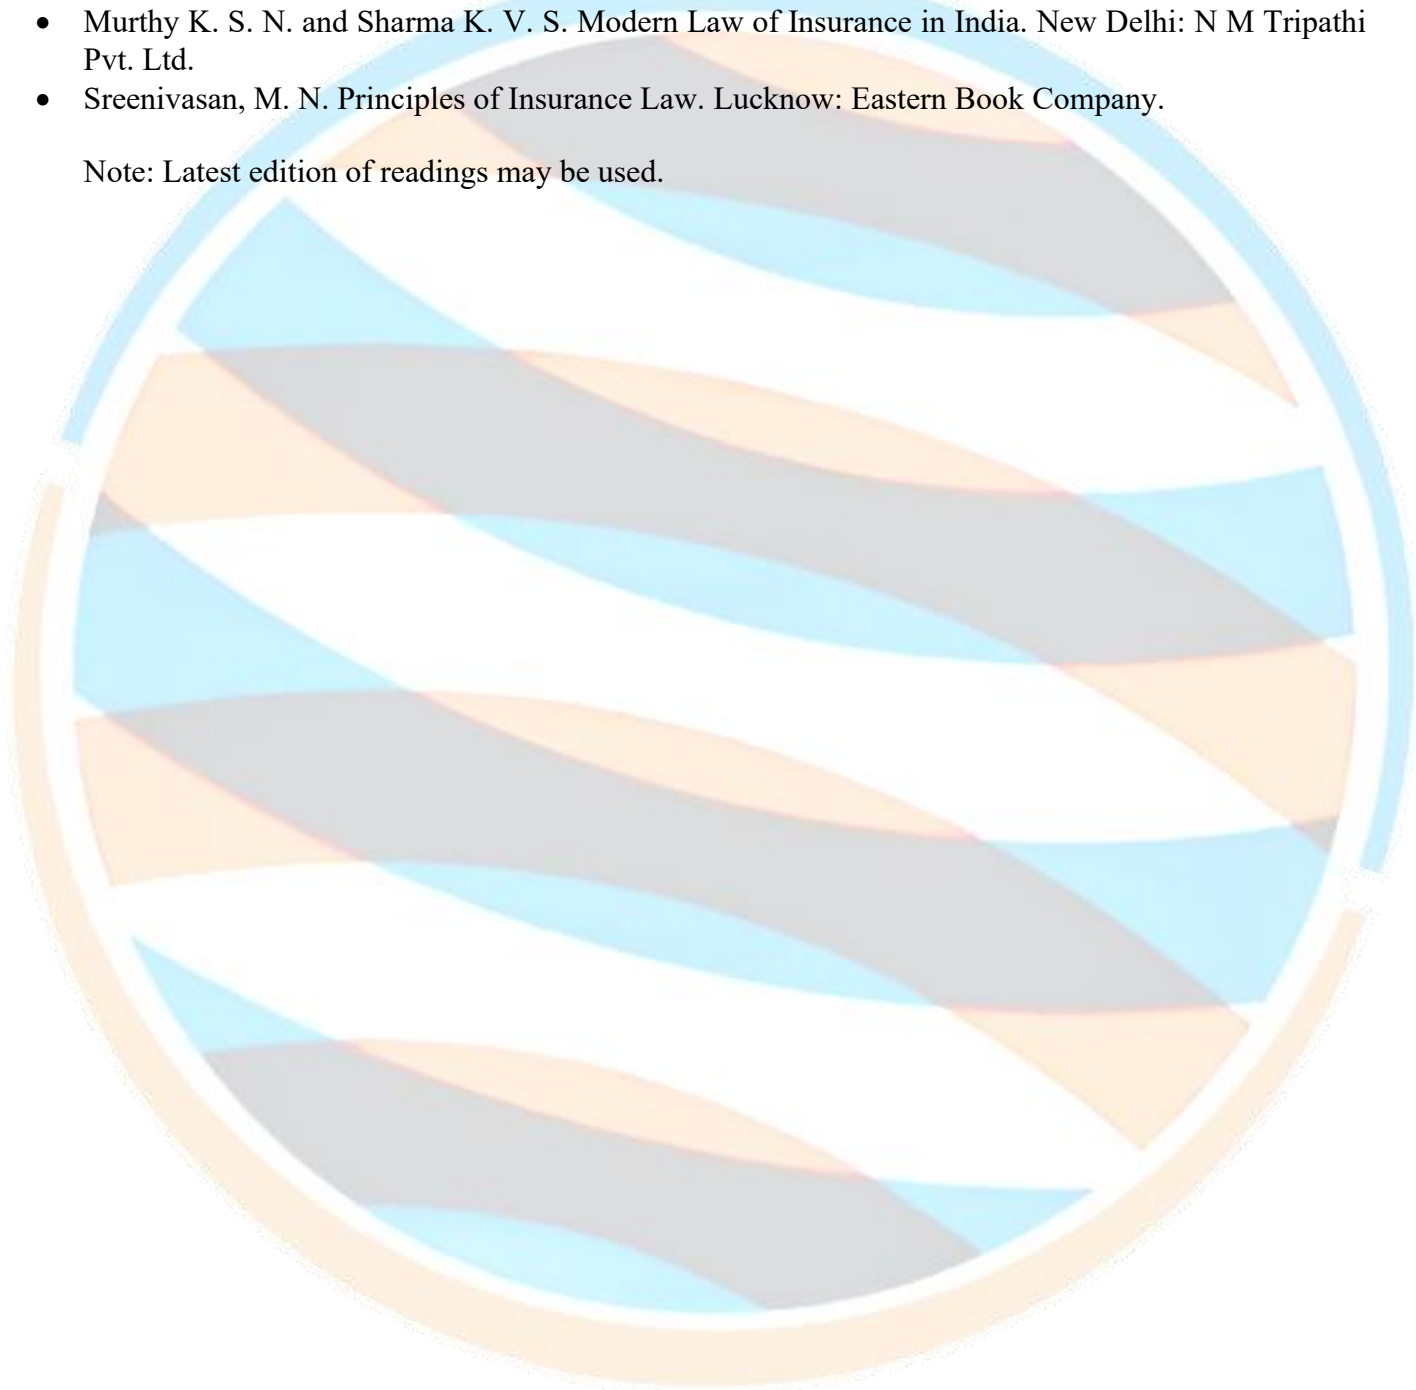 • Murthy K. S. N. and Sharma K. V. S. Modern Law of Insurance in India. New Delhi: N M Tripathi
Pvt. Ltd.
• Sreenivasan, M. N. Principles of Insurance Law. Lucknow: Eastern Book Company.
Note: Latest edition of readings may be used.